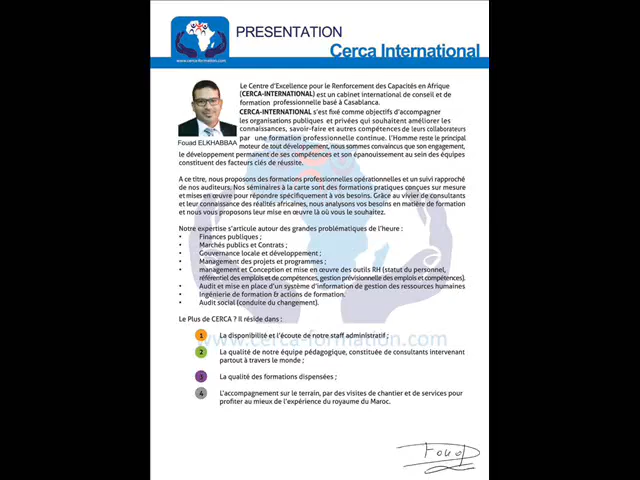 PRESENTATION
Cerca International
www.cerca-formation.com
Le Centre d'Excellence pour le Renforcement des Capacités en Afrique
(CERCA-INTERNATIONAL) est un cabinet international de conseil et de
formation professionnelle basé à Casablanca.
CERCA-INTERNATIONAL s'est fixé comme objectifs d'accompagner
les organisations publiques et privées qui souhaitent améliorer les
connaissances, savoir-faire et autres compétences de leurs collaborateurs
par une formation professionnelle continue. L'Homme reste le principal
Fouad ELKHABBAA
moteur de tout développement, nous sommes convaincus que son engagement,
le développement permanent de ses compétences et son épanouissement au sein des équipes
constituent des facteurs clés de réussite.
A ce titre, nous proposons des formations professionnelles opérationnelles et un suivi rapproché
de nos auditeurs. Nos séminaires à la carte sont des formations pratiques conçues sur mesure
et mises en œuvre pour répondre spécifiquement à vos besoins. Grâce au vivier de consultants
et leur connaissance des réalités africaines, nous analysons vos besoins en matière de formation
et nous vous proposons leur mise en œuvre là où vous le souhaitez.
Notre expertise s'articule autour des grandes problématiques de l'heure :
• Finances publiques ;
• Marchés publics et Contrats ;
• Gouvernance locale et développement ;
• Management des projets et programmes ;
• management et Conception et mise en œuvre des outils RH (statut du personnel,
référentiel des emplois et de compétences, gestion prévisionnelle des emplois et compétences).
• Audit et mise en place d'un système d'information de gestion des ressources humaines
• ingénierie de formation & actions de formation.
• Audit social (conduite du changement).
Le Plus de CERCA ? Il réside dans :
www.cerca-formation.com
1 La disponibilité et l'écoute de notre staff administratif ;
2 La qualité de notre équipe pédagogique, constituée de consultants intervenant
partout à travers le monde ;
3 La qualité des formations dispensées ;
4 L'accompagnement sur le terrain, par des visites de chantier et de services pour
profiter au mieux de l'expérience du royaume du Maroc.